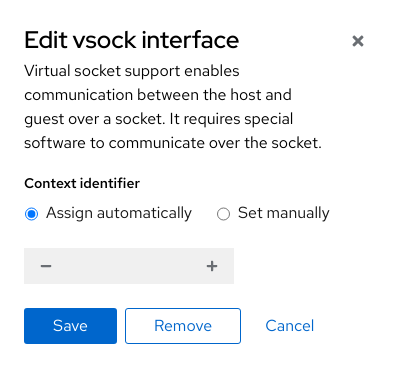 Edit vsock interface
Virtual socket support enables
communication between the host and
guest over a socket. It requires special
software to communicate over the socket.
Context identifier
Assign automatically Set manually
− +
Save Remove Cancel